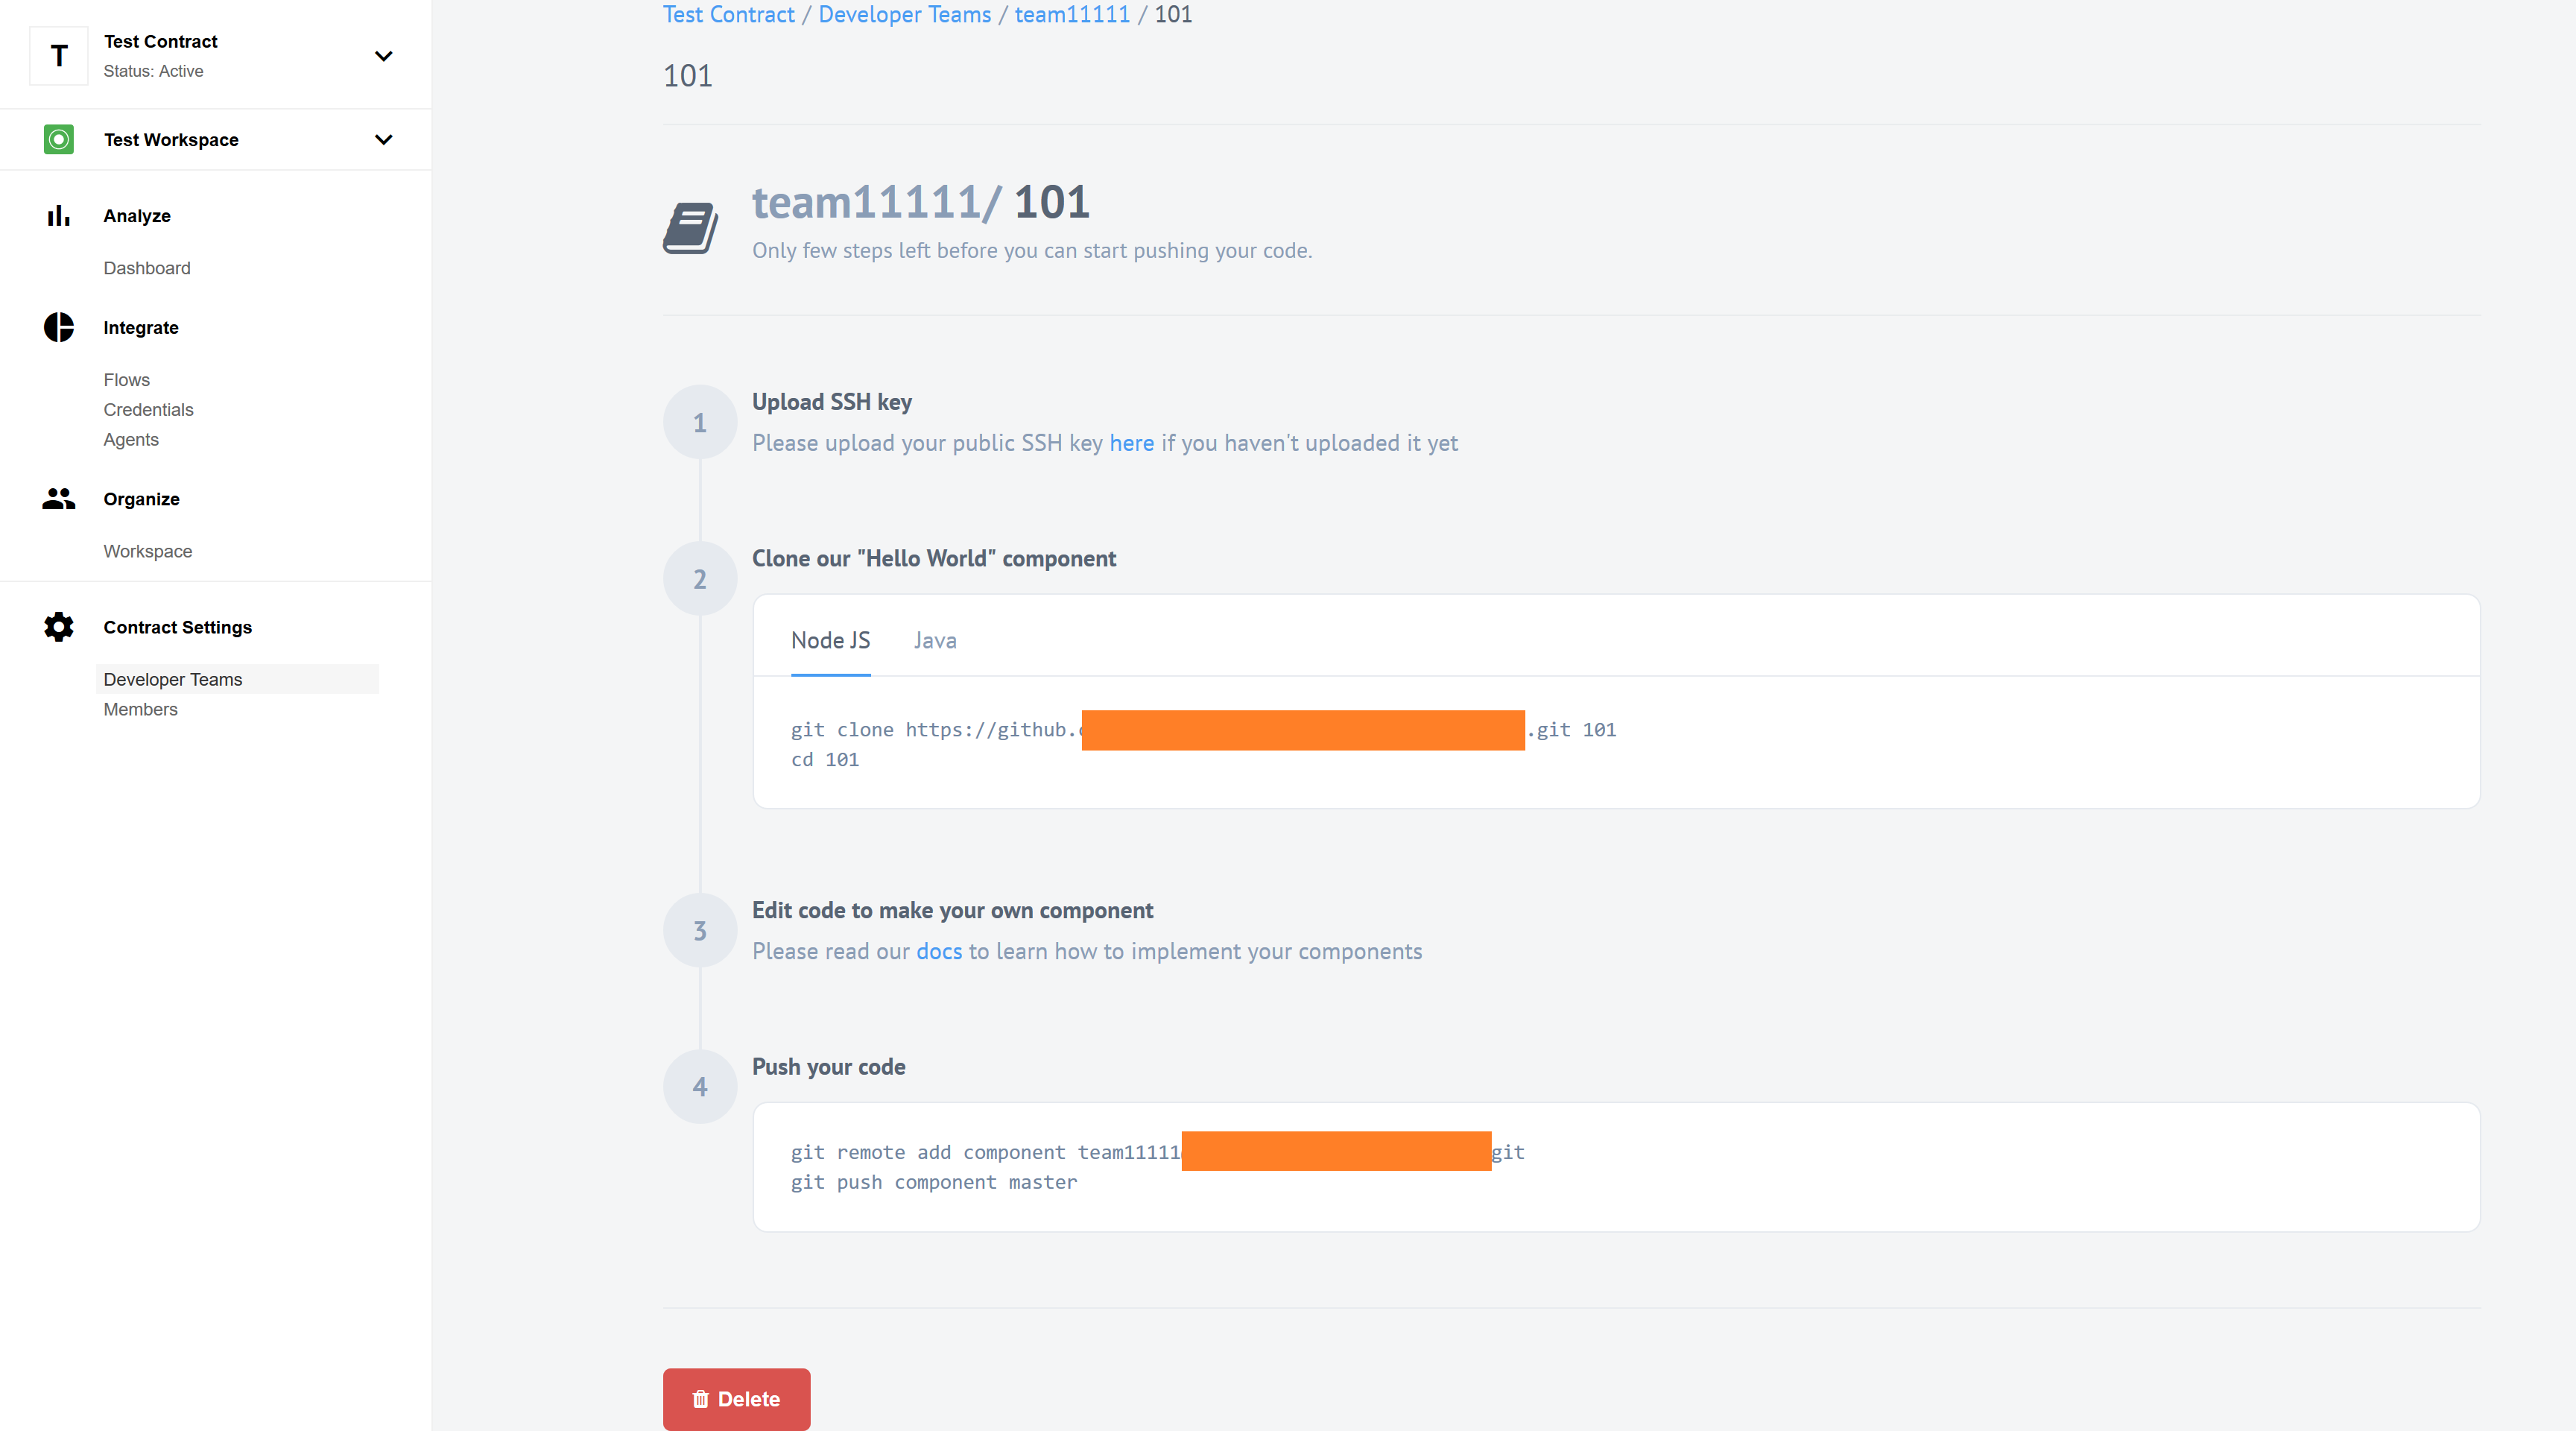 T
Test Contract
Status: Active
Test Workspace
Analyze
Dashboard
Integrate
Flows
Credentials
Agents
Organize
Workspace
Contract Settings
Developer Teams
Members
Test Contract / Developer Teams / team11111 / 101
101
team11111/ 101
Only few steps left before you can start pushing your code.
1
Upload SSH key
Please upload your public SSH key here if you haven't uploaded it yet
2
Clone our "Hello World" component
Node JS Java
git clone https://github. .git 101
cd 101
3
Edit code to make your own component
Please read our docs to learn how to implement your components
4
Push your code
git remote add component team11111 git
git push component master
Delete